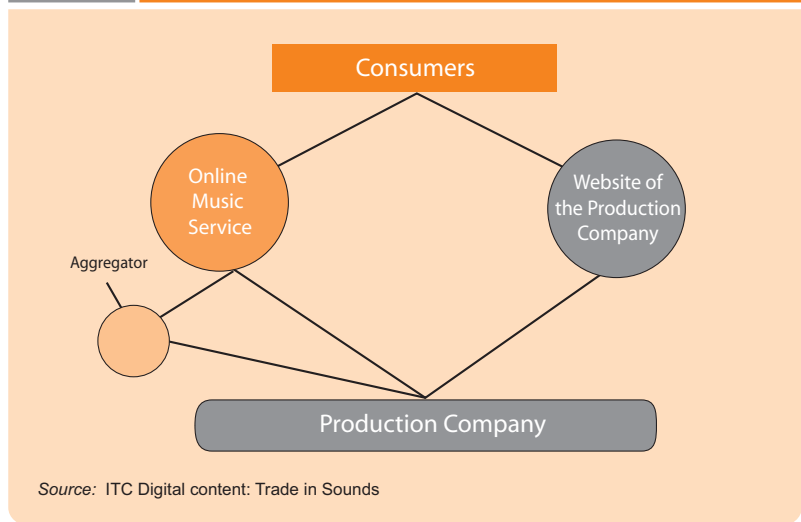 Consumers
Online
Music
Service
Website of
the Production
Company
Aggregator
Production Company
Source: ITC Digital content: Trade in Sounds